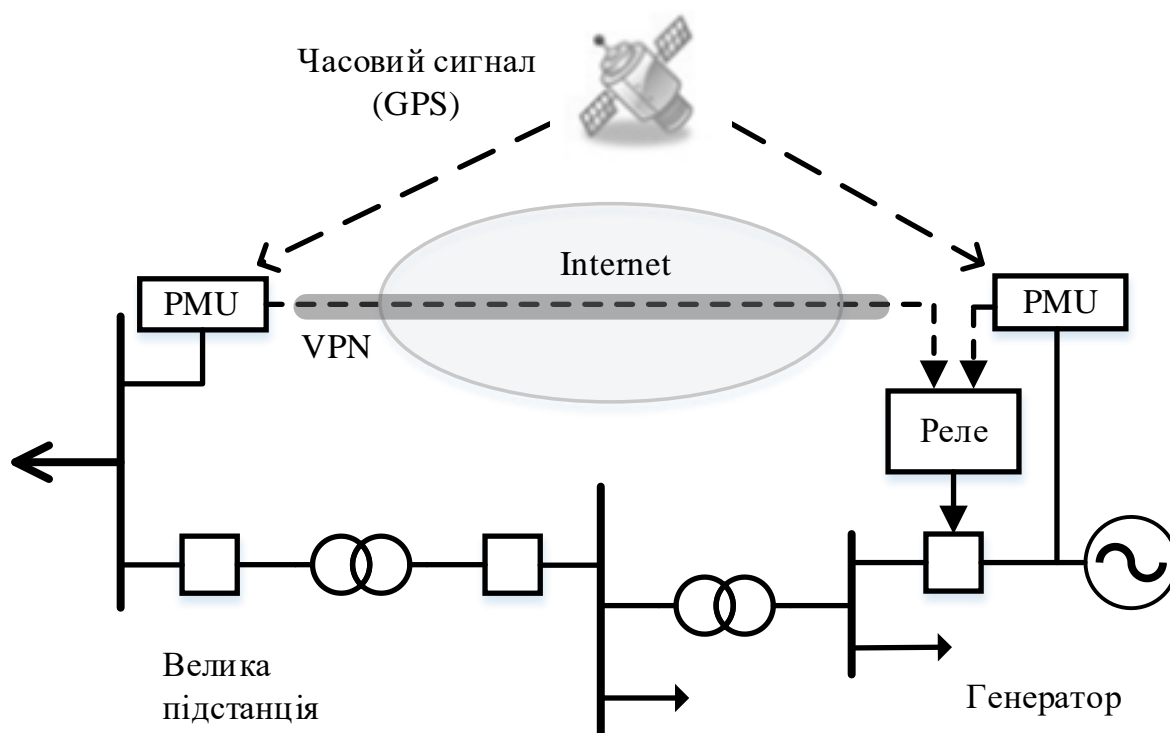 Часовий сигнал
(GPS)
Internet
PMU
PMU
VPN
Реле
Велика
підстанція
Генератор